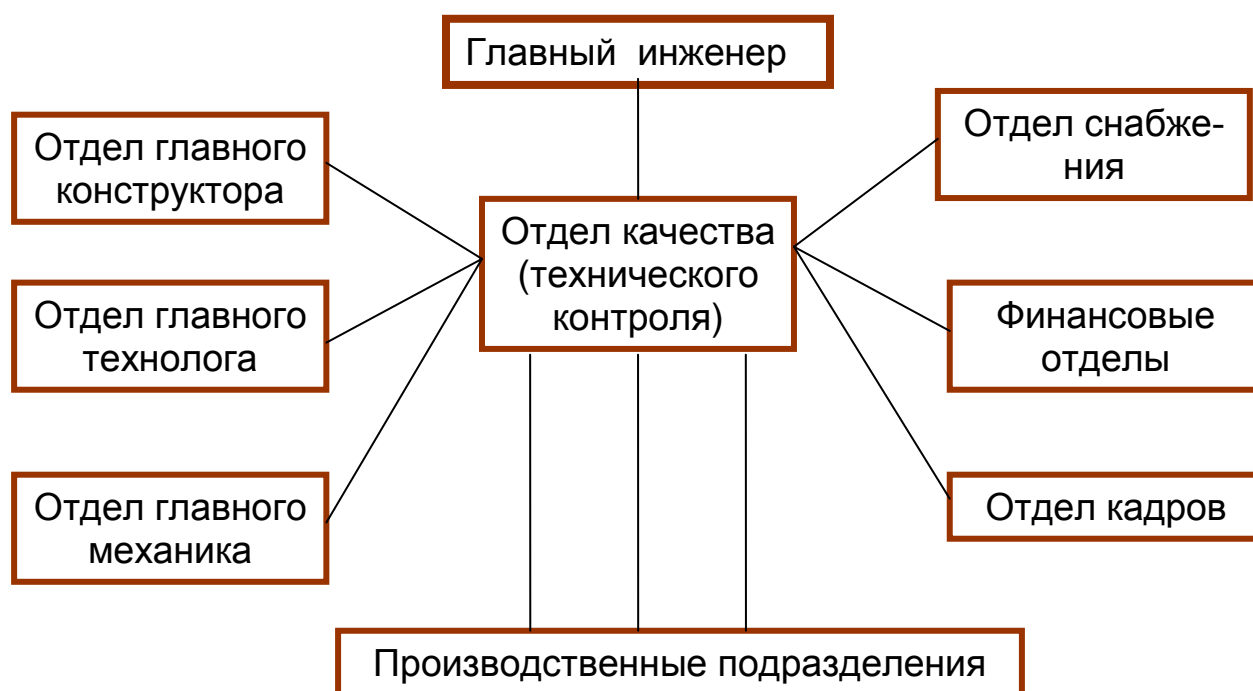 Главный инженер
Отдел главного
конструктора
Отдел снабже-
ния
Отдел качества
(технического
контроля)
Отдел главного
технолога
Финансовые
отделы
Отдел главного
механика
Отдел кадров
Производственные подразделения